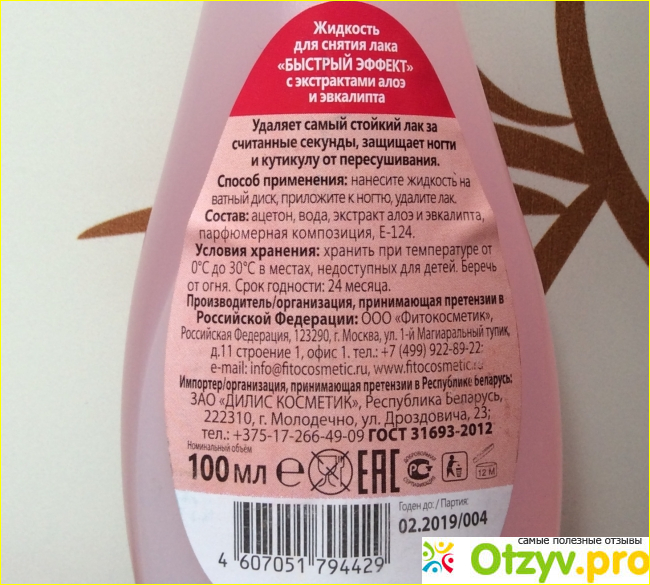 Жидкость
для снятия лака
«БЫСТРЫЙ ЭФФЕКТ»
с экстрактами алоэ
и эвкалипта
Удаляет самый стойкий лак за
считанные секунды, защищает ногти
и кутикулу от пересушивания.
Способ применения: нанесите жидкость на
ватный диск, приложите к ногтю, удалите лак.
Состав: ацетон, вода, экстракт алоэ и эвкалипта,
парфюмерная композиция, Е-124.
Условия хранения: хранить при температуре от
0°С до 30°С в местах, недоступных для детей. Беречь
от огня. Срок годности: 24 месяца.
Производитель/организация, принимающая претензии в
Российской Федерации: ООО «Фитокосметик»,
Российская Федерация, 123290, г. Москва, ул. 1-й Магиаральный тупик,
д.11 строение 1, офис 1. тел.: +7 (499) 922-89-22;
e-mail: info@fitocosmetic.ru, www.fitocosmetic.ru
Импортер/организация, принимающая претензии в Республике Беларусь:
ЗАО «ДИЛИС КОСМЕТИК», Республика Беларусь,
222310, г. Молодечно, ул. Дроздовича, 23;
тел.: +375-17-266-49-09 ГОСТ 31693-2012
Номинальный объём
100 мл
ЕАС
ДОБРОВОЛЬНАЯ
СЕРТИФИКАЦИЯ
12 М
Годен до: / Партия:
02.2019/004
4 607051 794429
самые полезные отзывы
Otzyv.pro